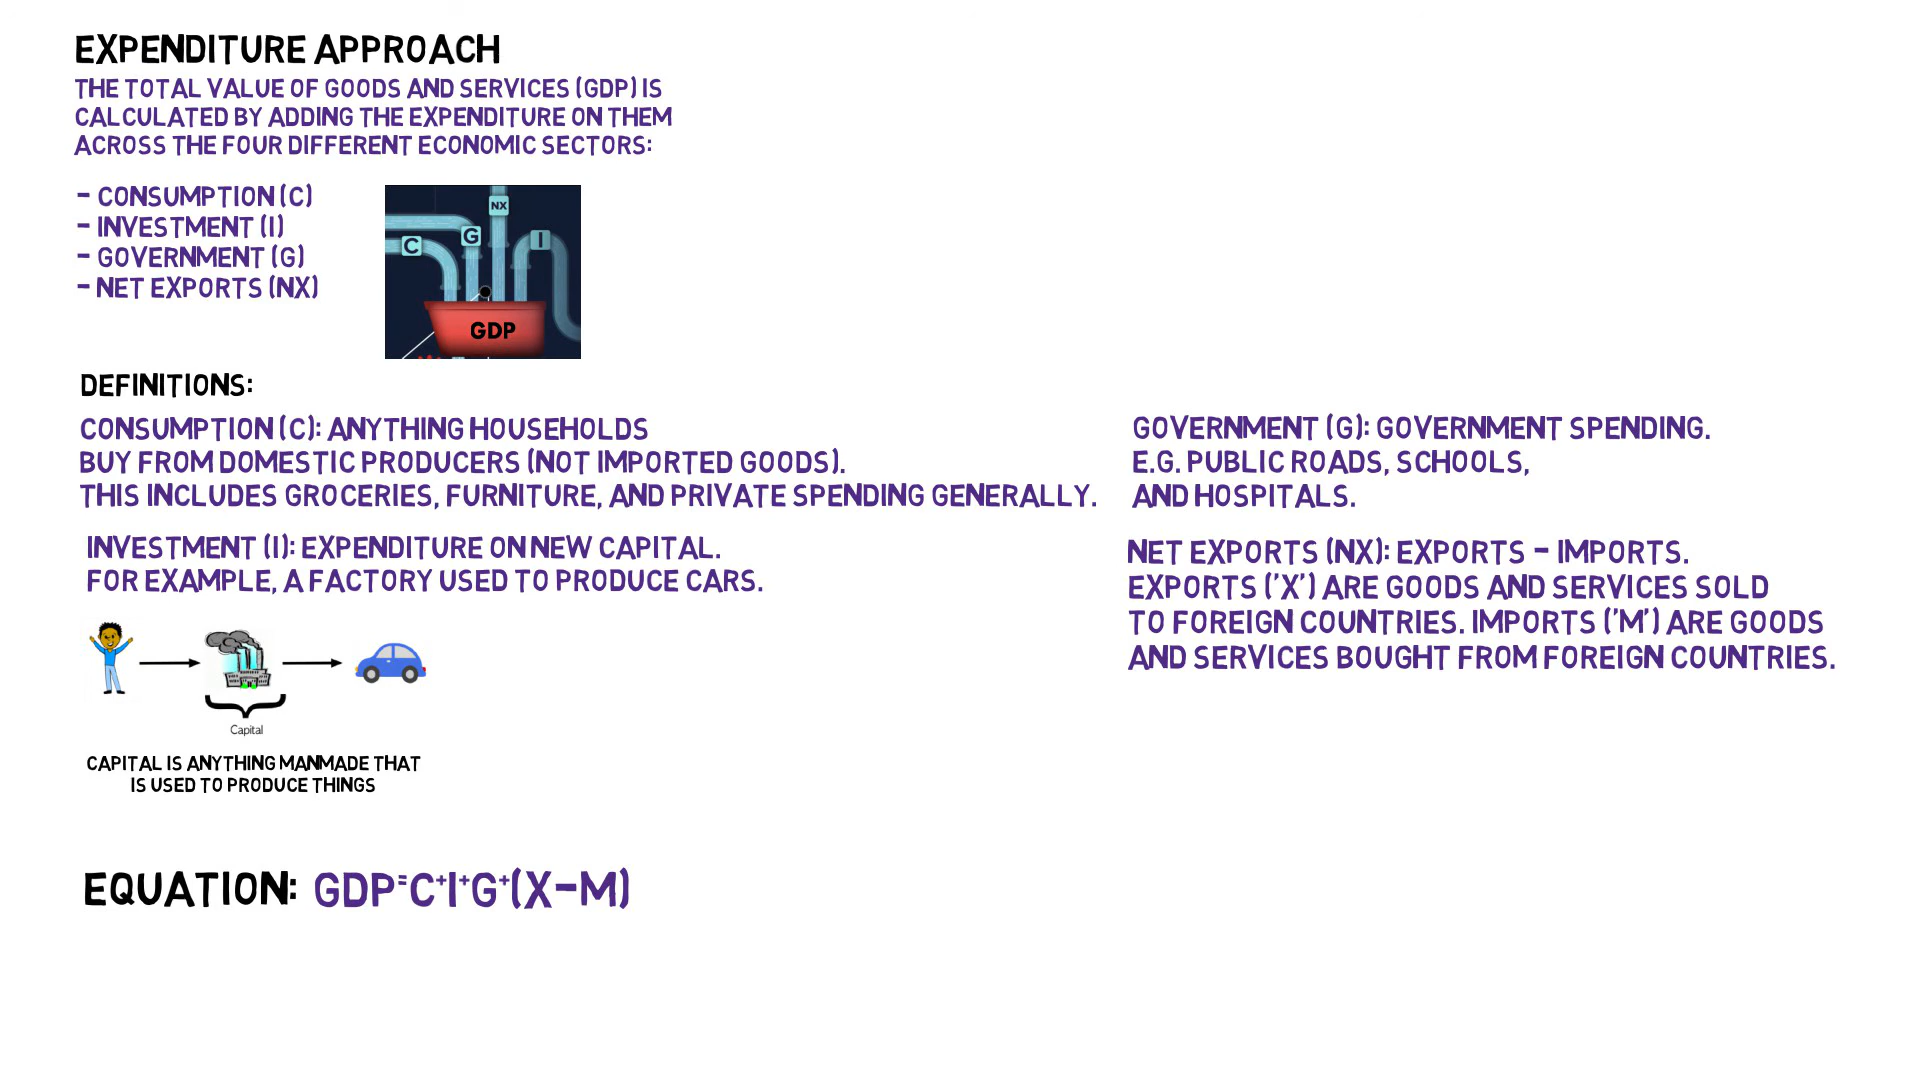 EXPENDITURE APPROACH
THE TOTAL VALUE OF GOODS AND SERVICES (GDP) IS
CALCULATED BY ADDING THE EXPENDITURE ON THEM
ACROSS THE FOUR DIFFERENT ECONOMIC SECTORS:
- CONSUMPTION (C)
- INVESTMENT (I)
- GOVERNMENT (G)
- NET EXPORTS (NX)
NX
G
I
C
GDP
DEFINITIONS:
CONSUMPTION (C): ANYTHING HOUSEHOLDS
BUY FROM DOMESTIC PRODUCERS (NOT IMPORTED GOODS).
THIS INCLUDES GROCERIES, FURNITURE, AND PRIVATE SPENDING GENERALLY.
INVESTMENT (I): EXPENDITURE ON NEW CAPITAL.
FOR EXAMPLE, A FACTORY USED TO PRODUCE CARS.
Capital
CAPITAL IS ANYTHING MANMADE THAT
IS USED TO PRODUCE THINGS
GOVERNMENT (G): GOVERNMENT SPENDING.
E.G. PUBLIC ROADS, SCHOOLS,
AND HOSPITALS.
NET EXPORTS (NX): EXPORTS - IMPORTS.
EXPORTS ('X') ARE GOODS AND SERVICES SOLD
TO FOREIGN COUNTRIES. IMPORTS ('M') ARE GOODS
AND SERVICES BOUGHT FROM FOREIGN COUNTRIES.
EQUATION: GDP=C+I+G+(X-M)